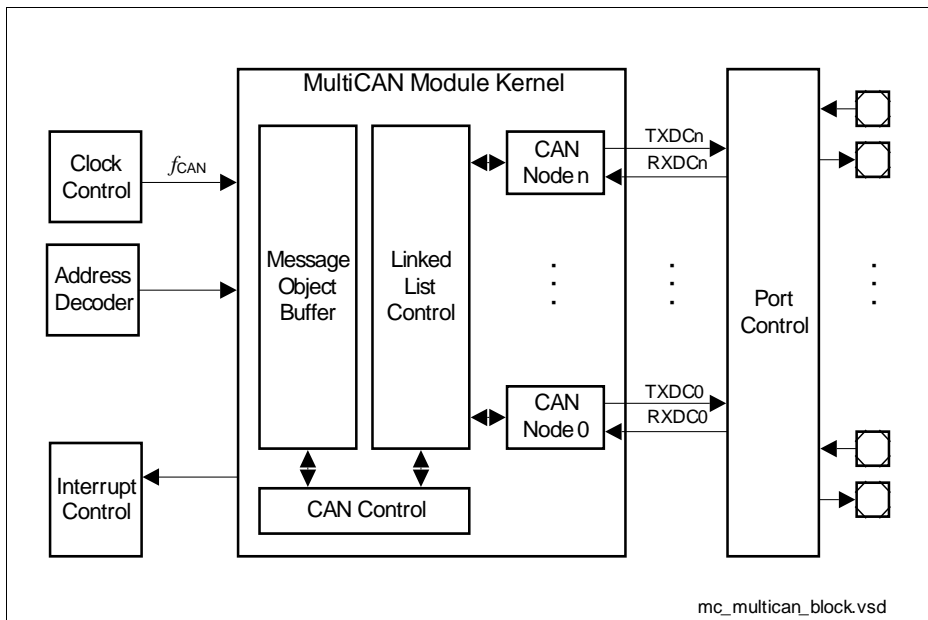 MultiCAN Module Kernel
Clock
Control
fCAN
Address
Decoder
Interrupt
Control
Message
Object
Buffer
Linked
List
Control
CAN Control
CAN
Node n
CAN
Node 0
TXDCn
RXDCn
TXDC0
RXDC0
Port
Control
mc_multican_block.vsd